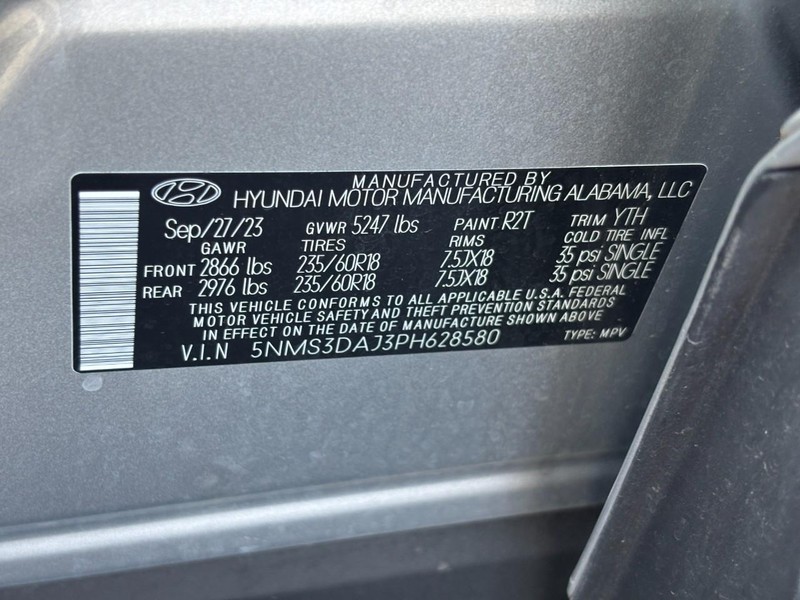 MANUFACTURED BY
HYUNDAI MOTOR MANUFACTURING ALABAMA, LLC
Sep/27/23 GVWR 5247 lbs PAINT R2T TRIM YTH
GAWR TIRES RIMS COLD TIRE INFL
FRONT 2866 lbs 235/60R18 7.5JX18 35 psi SINGLE
REAR 2976 lbs 235/60R18 7.5JX18 35 psi SINGLE
THIS VEHICLE CONFORMS TO ALL APPLICABLE U.S.A. FEDERAL
MOTOR VEHICLE SAFETY AND THEFT PREVENTION STANDARDS
IN EFFECT ON THE DATE OF MANUFACTURE SHOWN ABOVE
V.I.N 5NMS3DAJ3PH628580 TYPE: MPV